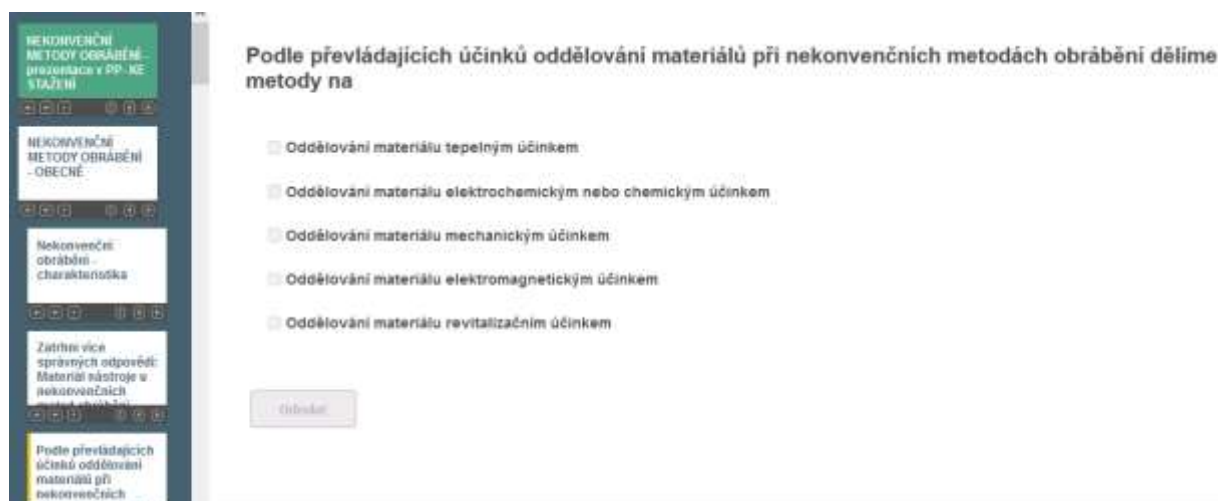 NEKONVENČNÍ
METODY OBRÁBĚNÍ -
prezentace v PP- KE
STAŽENÍ
NEKONVENČNÍ
METODY OBRÁBĚNÍ
- OBECNÉ
Nekonvenční
obrábění -
charakteristika
Zatrhni více
správných odpovědí:
Materiál nástroje u
nekonvenčních
metod obrábění
Podle převládajících
účinků oddělování
materiálů při
nekonvenčních
Podle převládajících účinků oddělování materiálů při nekonvenčních metodách obrábění dělíme
metody na
Oddělování materiálu tepelným účinkem
Oddělování materiálu elektrochemickým nebo chemickým účinkem
Oddělování materiálu mechanickým účinkem
Oddělování materiálu elektromagnetickým účinkem
Oddělování materiálu revitalizačním účinkem
Odeslat